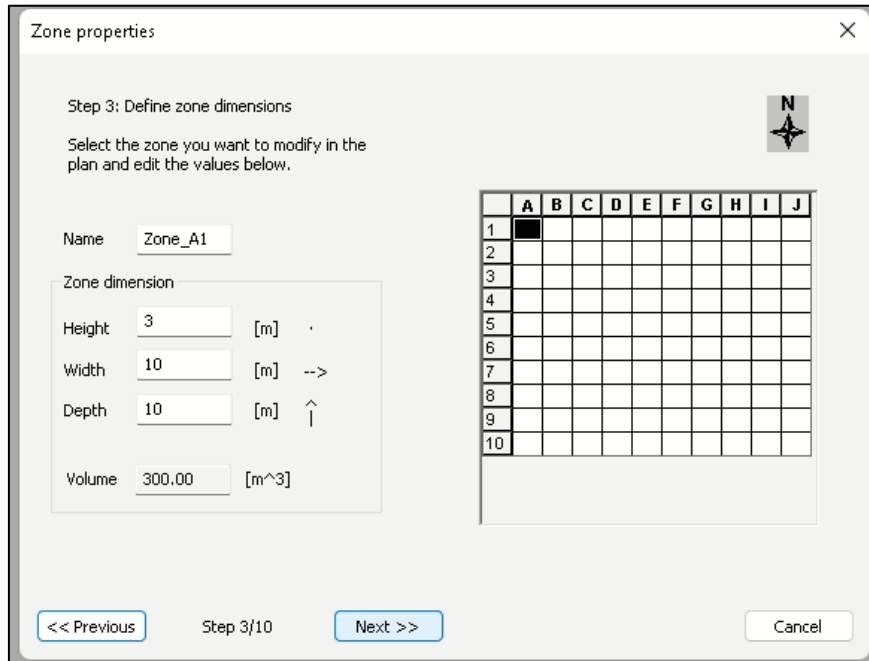 Zone properties
Step 3: Define zone dimensions
Select the zone you want to modify in the
plan and edit the values below.
N
Name Zone_A1
Zone dimension
Height 3 [m] .
Width 10 [m] -->
Depth 10 [m] ^
|
Volume 300.00 [m^3]
A B C D E F G H I J
1
2
3
4
5
6
7
8
9
10
<< Previous Step 3/10 Next >> Cancel